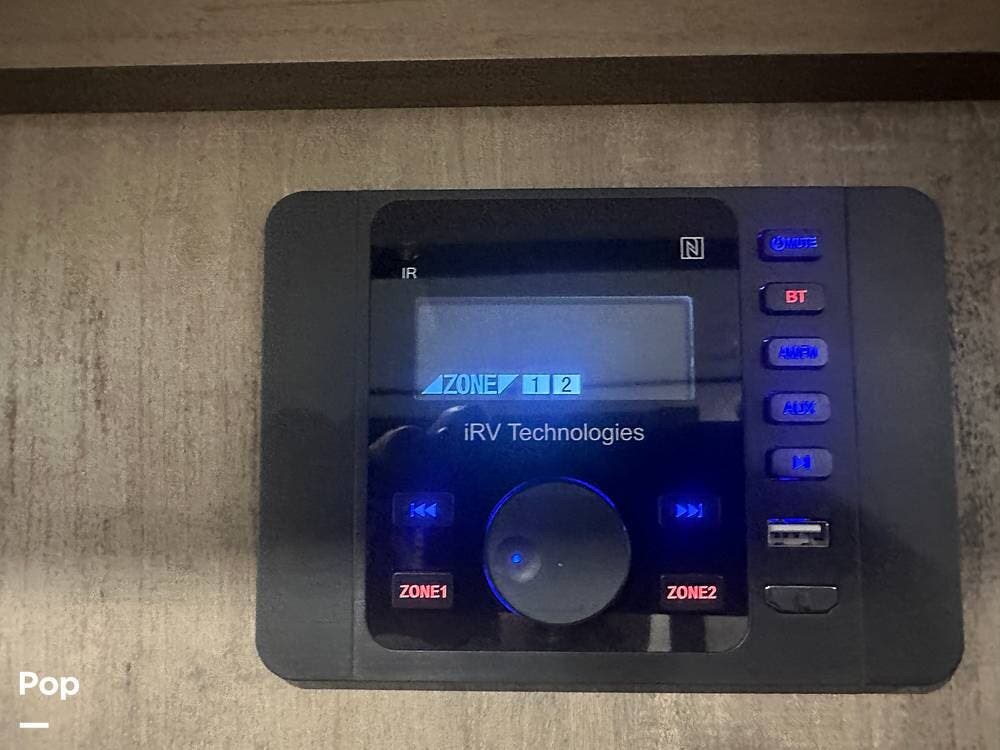 MUTE
IR
BT
AM/FM
ZONE 1 2
AUX
iRV Technologies
ZONE1
ZONE2
Pop